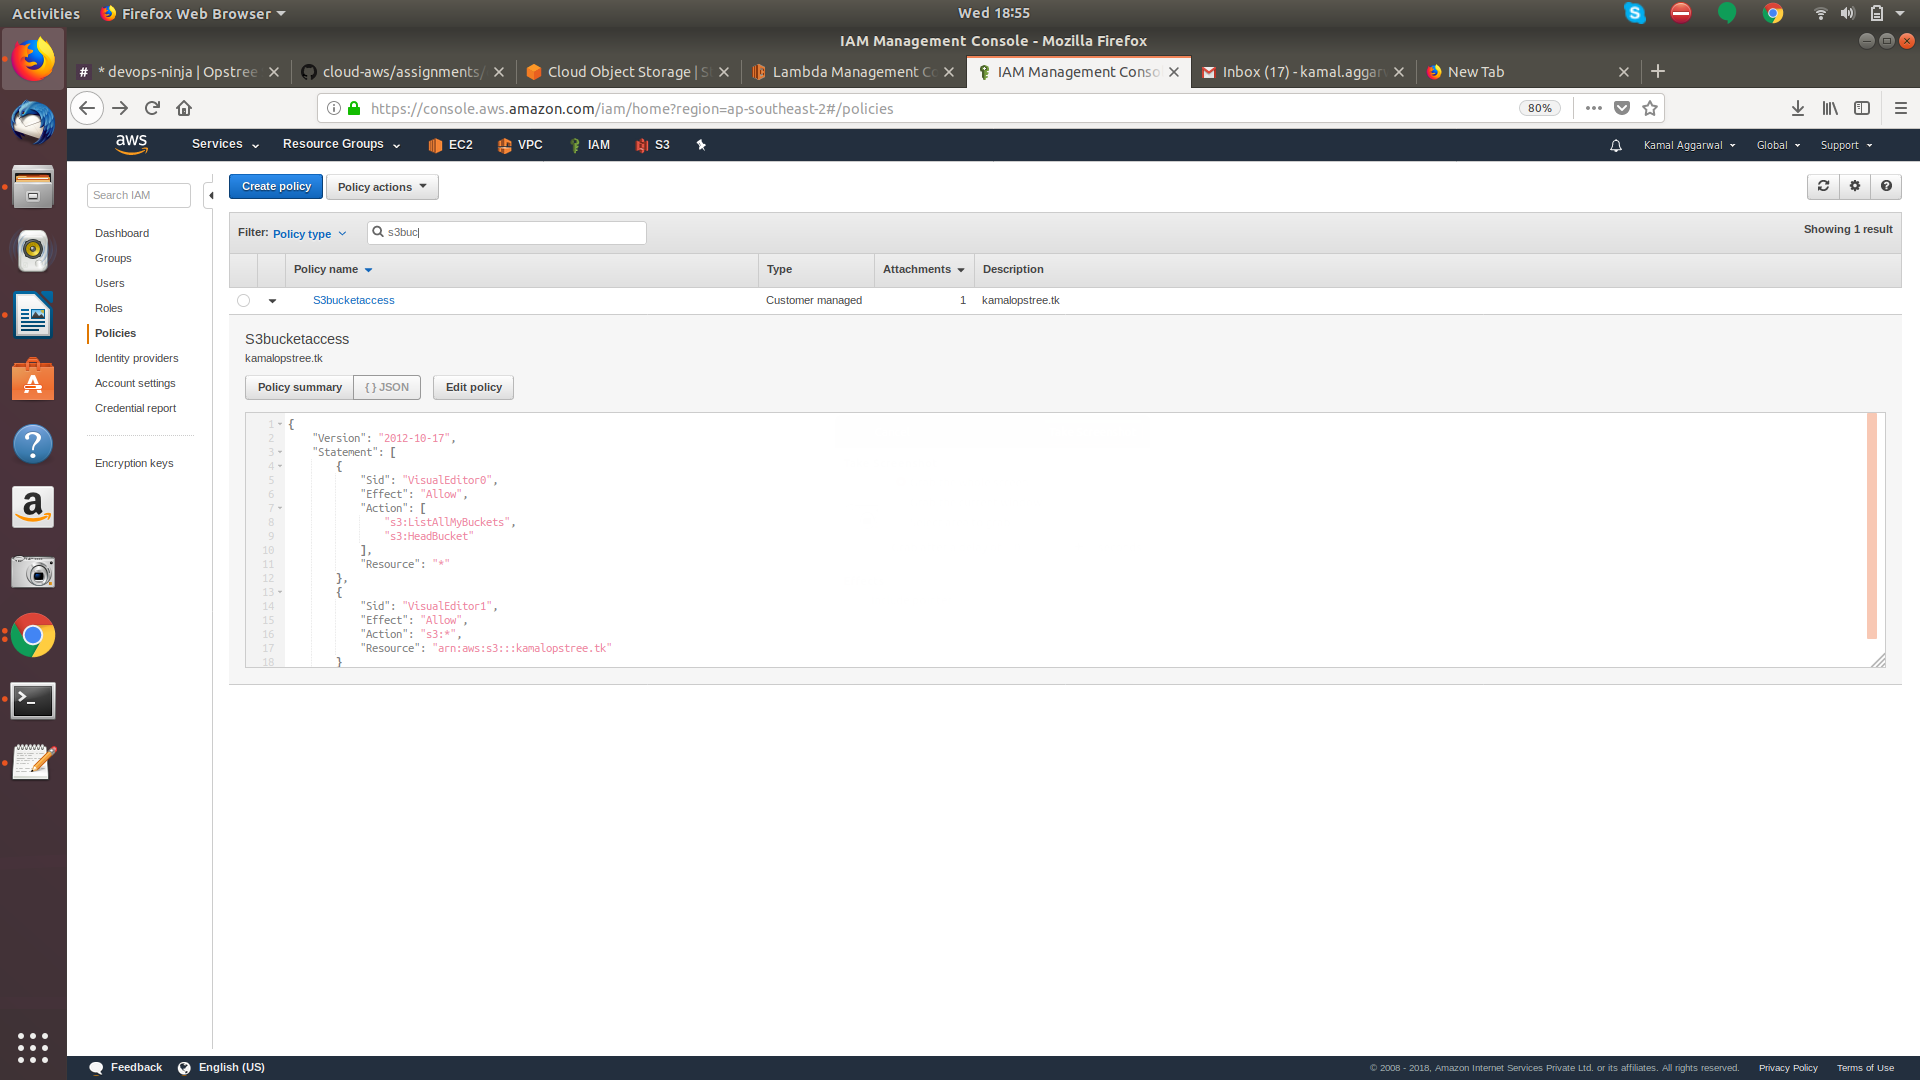 Activities
Firefox Web Browser
Wed 18:55
IAM Management Console - Mozilla Firefox
# * devops-ninja | Opstree
cloud-aws/assignments/
Cloud Object Storage | S
Lambda Management Co
IAM Management Conso
Inbox (17) - kamal.aggar
New Tab
https://console.aws.amazon.com/iam/home?region=ap-southeast-2#/policies
80%
aws
Services
Resource Groups
EC2
VPC
IAM
S3
Kamal Aggarwal
Global
Support
Search IAM
Dashboard
Groups
Users
Roles
Policies
Identity providers
Account settings
Credential report
Encryption keys
Create policy
Policy actions
Filter: Policy type
s3buc
Showing 1 result
Policy name
Type
Attachments
Description
S3bucketaccess
Customer managed
1
kamalopstree.tk
S3bucketaccess
kamalopstree.tk
Policy summary
{ } JSON
Edit policy
1 {
2 "Version": "2012-10-17",
3 "Statement": [
4 {
5 "Sid": "VisualEditor0",
6 "Effect": "Allow",
7 "Action": [
8 "s3:ListAllMyBuckets",
9 "s3:HeadBucket"
10 ],
11 "Resource": "*"
12 },
13 {
14 "Sid": "VisualEditor1",
15 "Effect": "Allow",
16 "Action": "s3:*",
17 "Resource": "arn:aws:s3:::kamalopstree.tk"
18 }
Feedback
English (US)
© 2008 - 2018, Amazon Internet Services Private Ltd. or its affiliates. All rights reserved.
Privacy Policy
Terms of Use